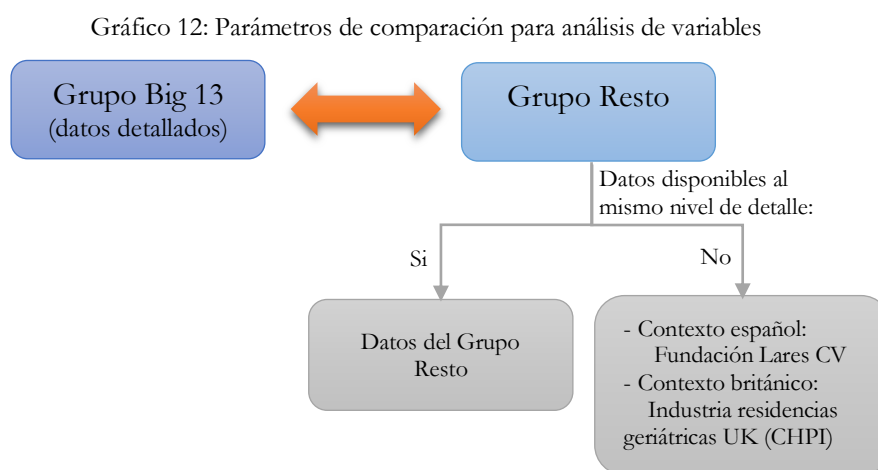 Gráfico 12: Parámetros de comparación para análisis de variables
Grupo Big 13
(datos detallados)
Grupo Resto
Datos disponibles al
mismo nivel de detalle:
Si
No
Datos del Grupo
Resto
- Contexto español:
Fundación Lares CV
- Contexto británico:
Industria residencias
geriátricas UK (CHPI)